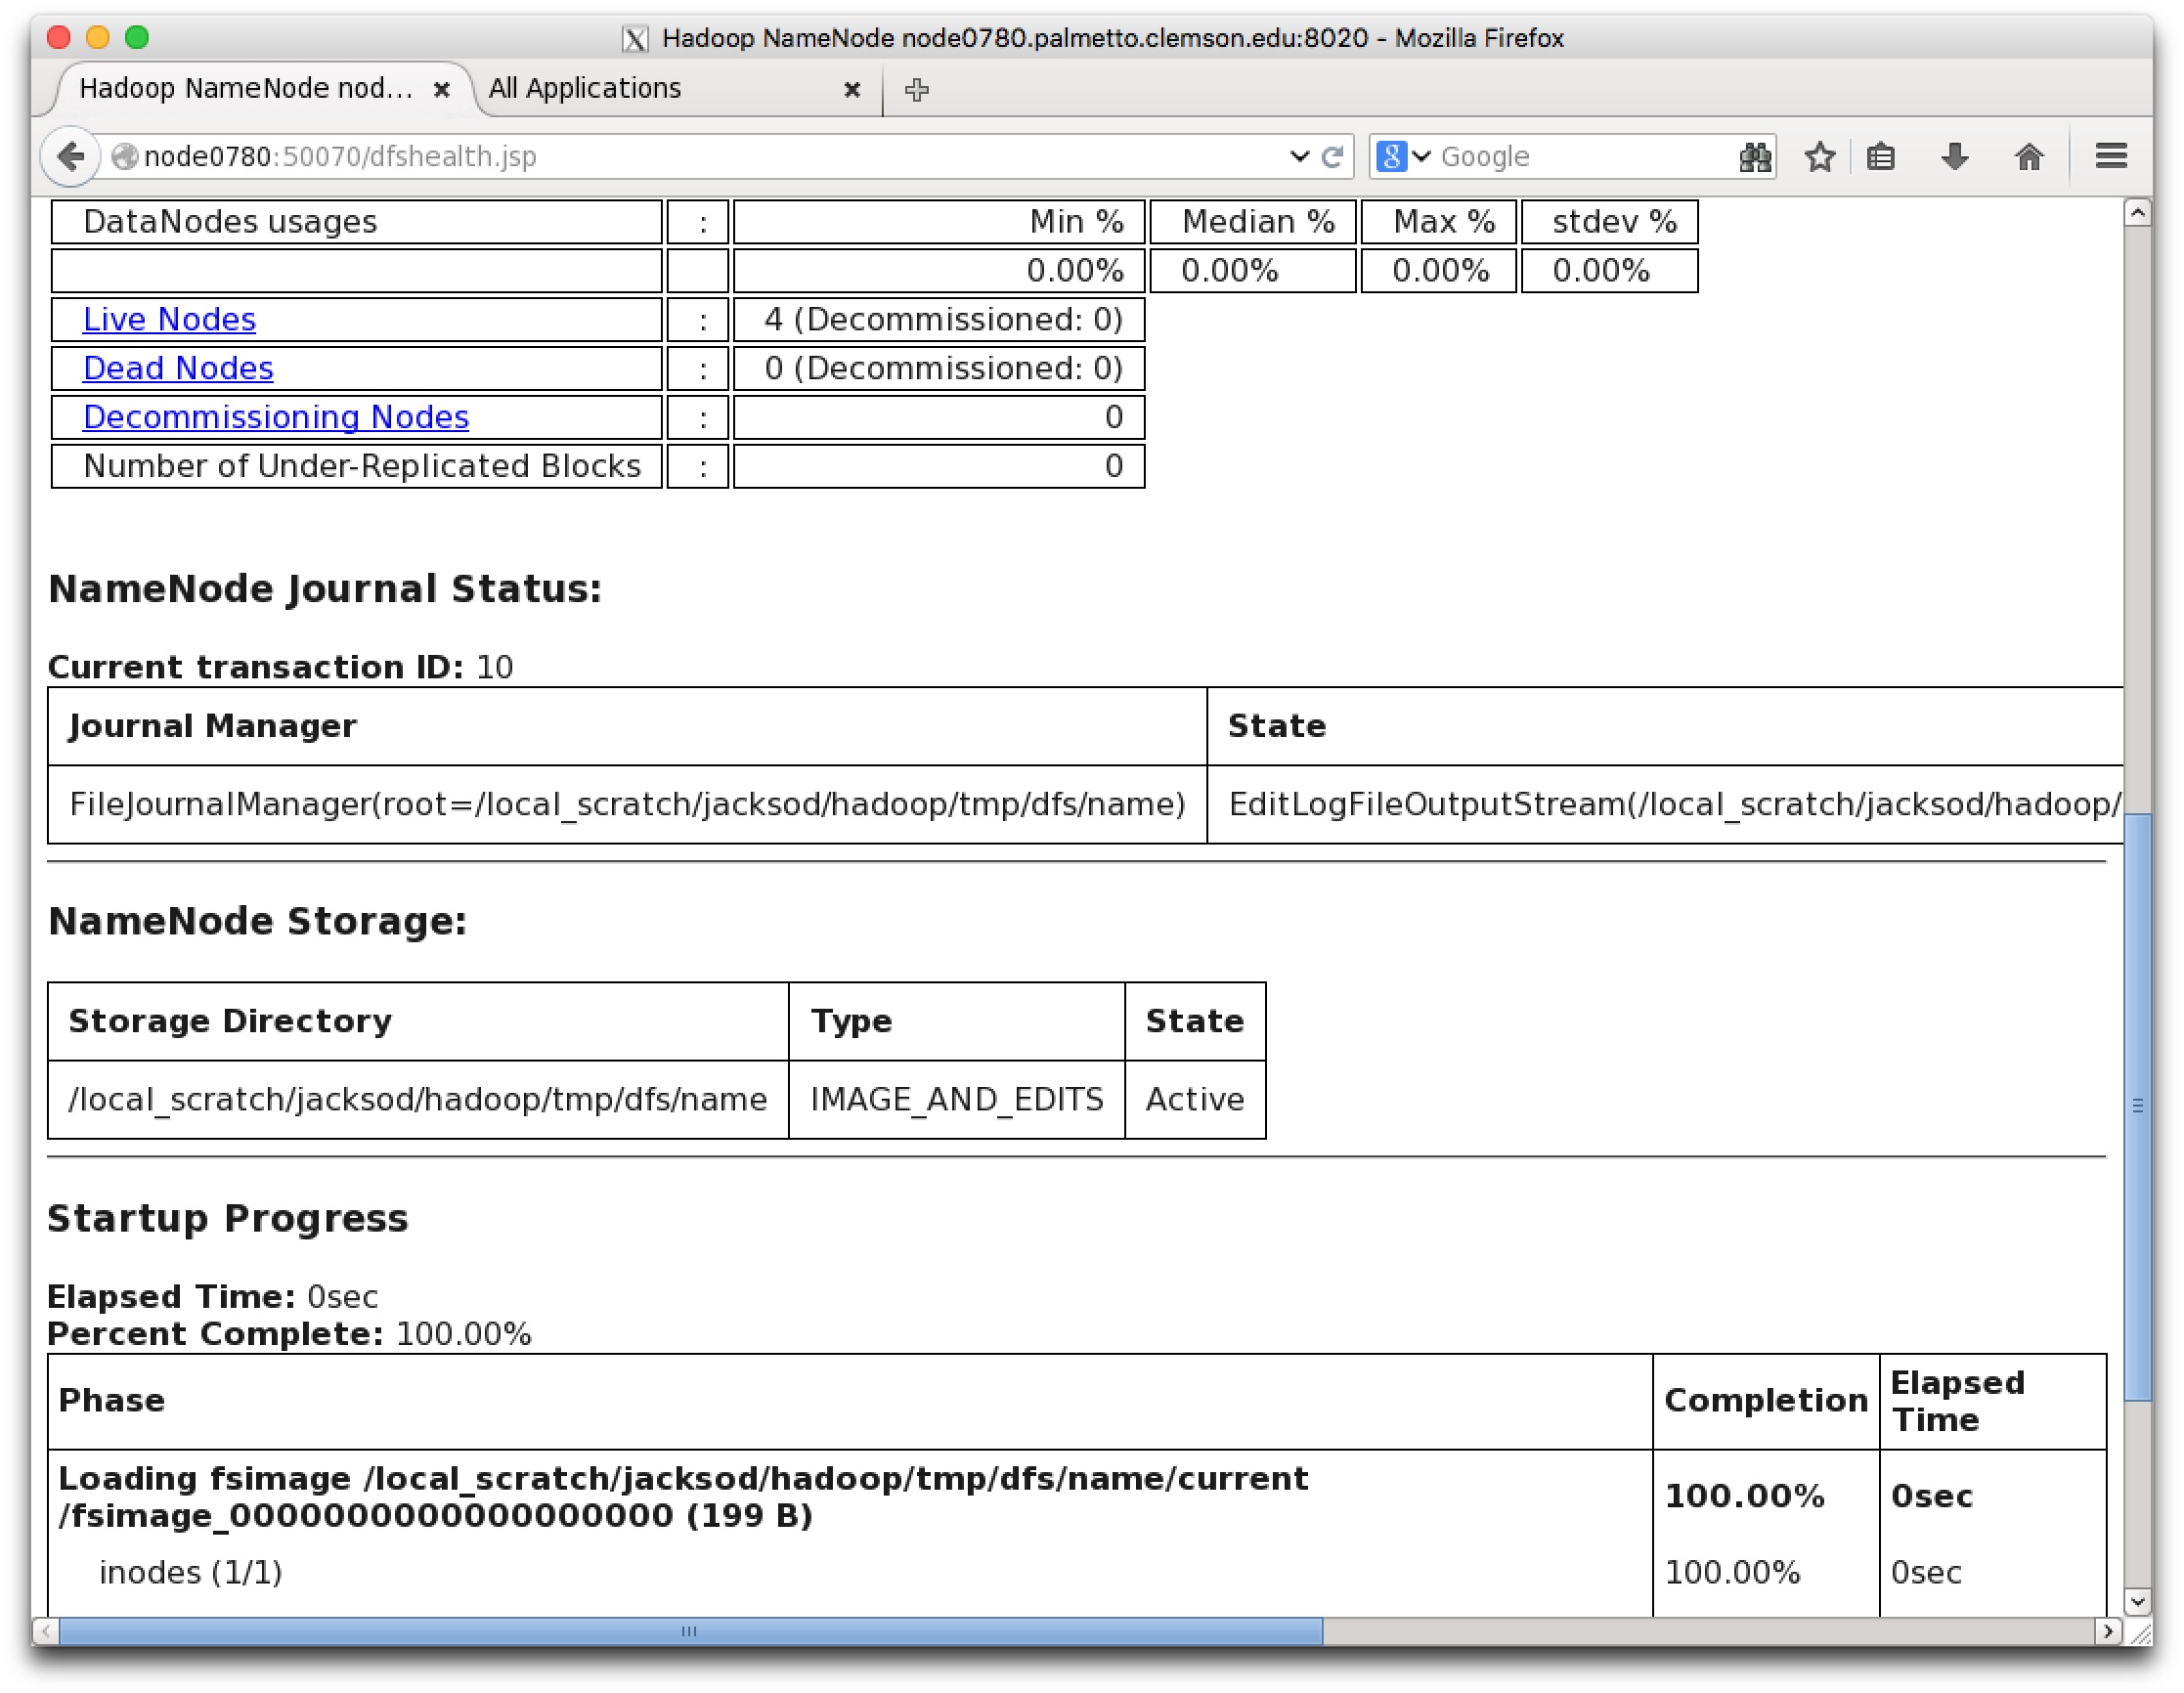 Hadoop NameNode node0780.palmetto.clemson.edu:8020 - Mozilla Firefox
Hadoop NameNode nod... All Applications
node0780:50070/dfshealth.jsp Google
DataNodes usages : Min % Median % Max % stdev %
0.00% 0.00% 0.00% 0.00%
Live Nodes : 4 (Decommissioned: 0)
Dead Nodes : 0 (Decommissioned: 0)
Decommissioning Nodes : 0
Number of Under-Replicated Blocks : 0
NameNode Journal Status:
Current transaction ID: 10
Journal Manager State
FileJournalManager(root=/local_scratch/jacksod/hadoop/tmp/dfs/name) EditLogFileOutputStream(/local_scratch/jacksod/hadoop/
NameNode Storage:
Storage Directory Type State
/local_scratch/jacksod/hadoop/tmp/dfs/name IMAGE_AND_EDITS Active
Startup Progress
Elapsed Time: 0sec
Percent Complete: 100.00%
Phase Completion Elapsed Time
Loading fsimage /local_scratch/jacksod/hadoop/tmp/dfs/name/current
/fsimage_0000000000000000000 (199 B) 100.00% 0sec
inodes (1/1) 100.00% 0sec